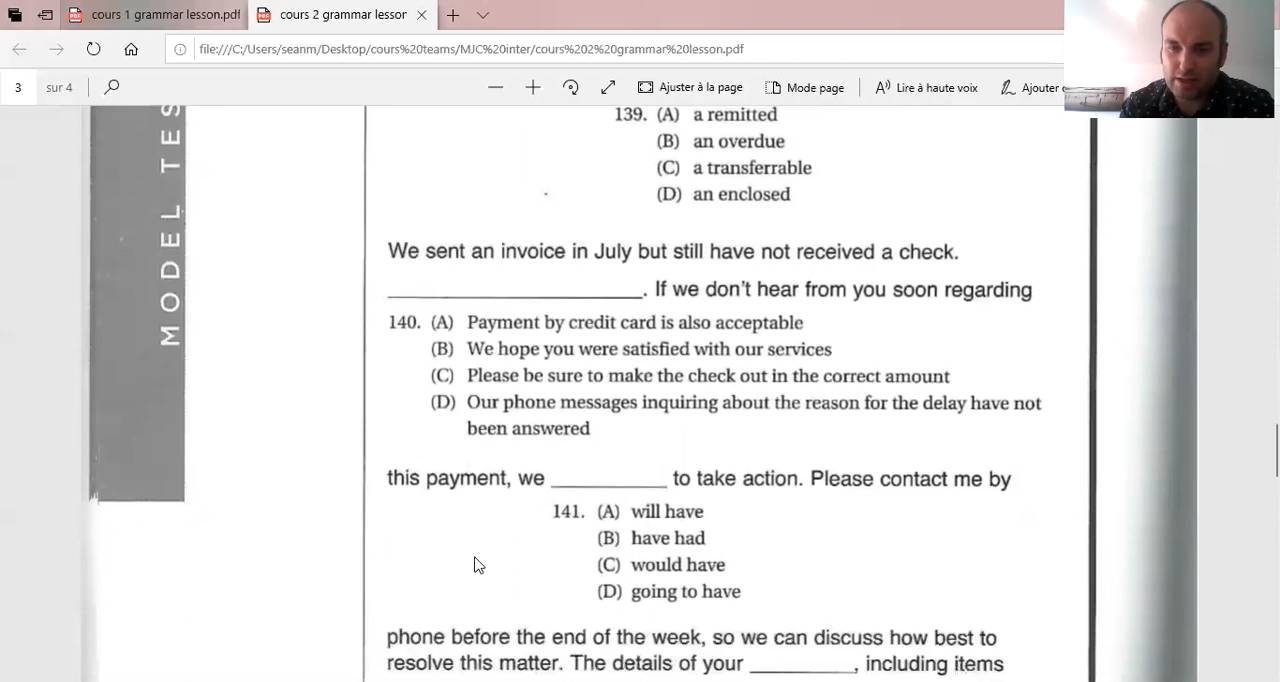 cours 1 grammar lesson.pdf
cours 2 grammar lesson
file:///C:/Users/seanm/Desktop/cours%20teams/MJC%20inter/cours%202%20grammar%20lesson.pdf
3 sur 4
Ajuster à la page
Mode page
Lire à haute voix
Ajouter
MODEL TES
139. (A) a remitted
(B) an overdue
(C) a transferrable
(D) an enclosed
We sent an invoice in July but still have not received a check.
____________________. If we don't hear from you soon regarding
140. (A) Payment by credit card is also acceptable
(B) We hope you were satisfied with our services
(C) Please be sure to make the check out in the correct amount
(D) Our phone messages inquiring about the reason for the delay have not
been answered
this payment, we _________ to take action. Please contact me by
141. (A) will have
(B) have had
(C) would have
(D) going to have
phone before the end of the week, so we can discuss how best to
resolve this matter. The details of your ________, including items